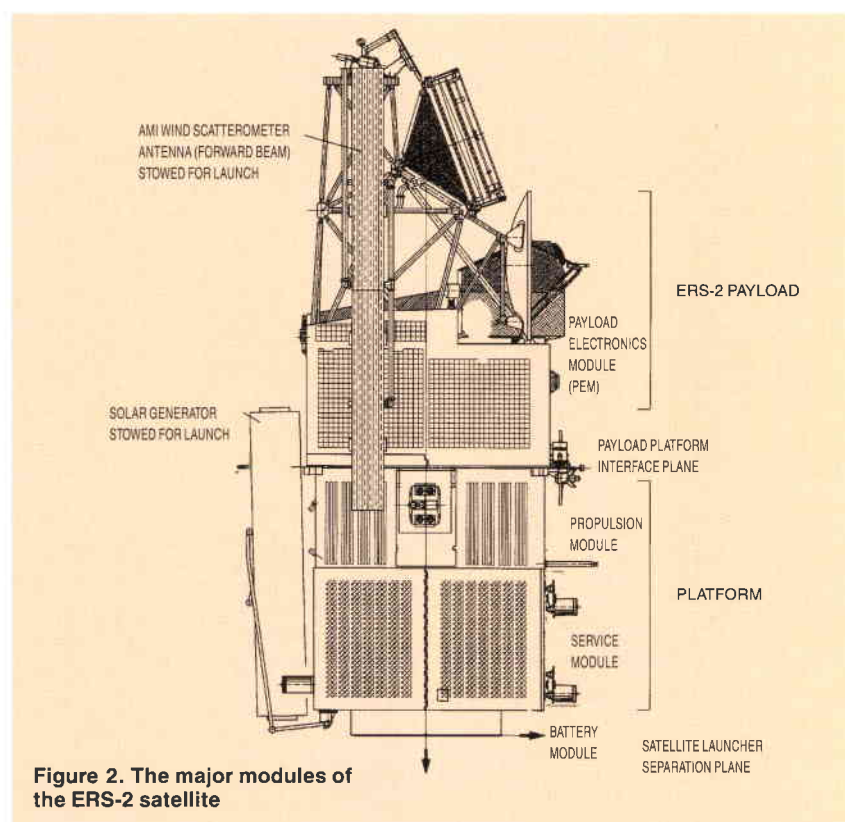 AMI WIND SCATTEROMETER
ANTENNA (FORWARD BEAM)
STOWED FOR LAUNCH
ERS-2 PAYLOAD
PAYLOAD
ELECTRONICS
MODULE
(PEM)
SOLAR GENERATOR
STOWED FOR LAUNCH
PAYLOAD PLATFORM
INTERFACE PLANE
PROPULSION
MODULE
PLATFORM
SERVICE
MODULE
BATTERY
MODULE
SATELLITE LAUNCHER
SEPARATION PLANE
Figure 2. The major modules of
the ERS-2 satellite